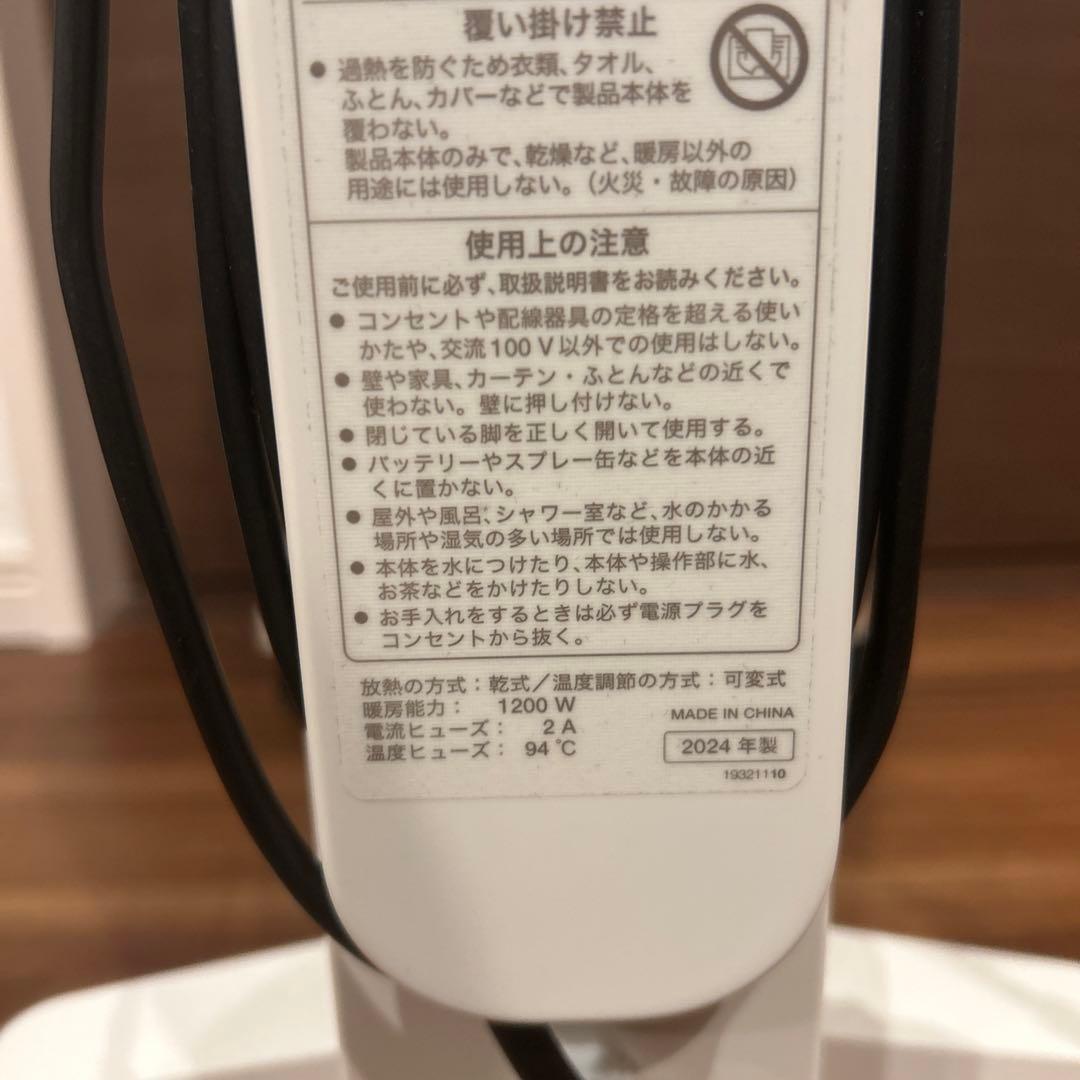 覆い掛け禁止
● 過熱を防ぐため衣類、タオル、
ふとん、カバーなどで製品本体を
覆わない。
製品本体のみで、乾燥など、暖房以外の
用途には使用しない。(火災・故障の原因)
使用上の注意
ご使用前に必ず、取扱説明書をお読みください。
● コンセントや配線器具の定格を超える使い
かたや、交流100 V以外での使用はしない。
● 壁や家具、カーテン・ふとんなどの近くで
使わない。壁に押し付けない。
● 閉じている脚を正しく開いて使用する。
● バッテリーやスプレー缶などを本体の近
くに置かない。
● 屋外や風呂、シャワー室など、水のかかる
場所や湿気の多い場所では使用しない。
● 本体を水につけたり、本体や操作部に水、
お茶などをかけたりしない。
● お手入れをするときは必ず電源プラグを
コンセントから抜く。
放熱の方式:乾式/温度調節の方式:可変式
暖房能力: 1200 W
電流ヒューズ: 2 A
温度ヒューズ: 94 ℃
MADE IN CHINA
2024 年製
19321110